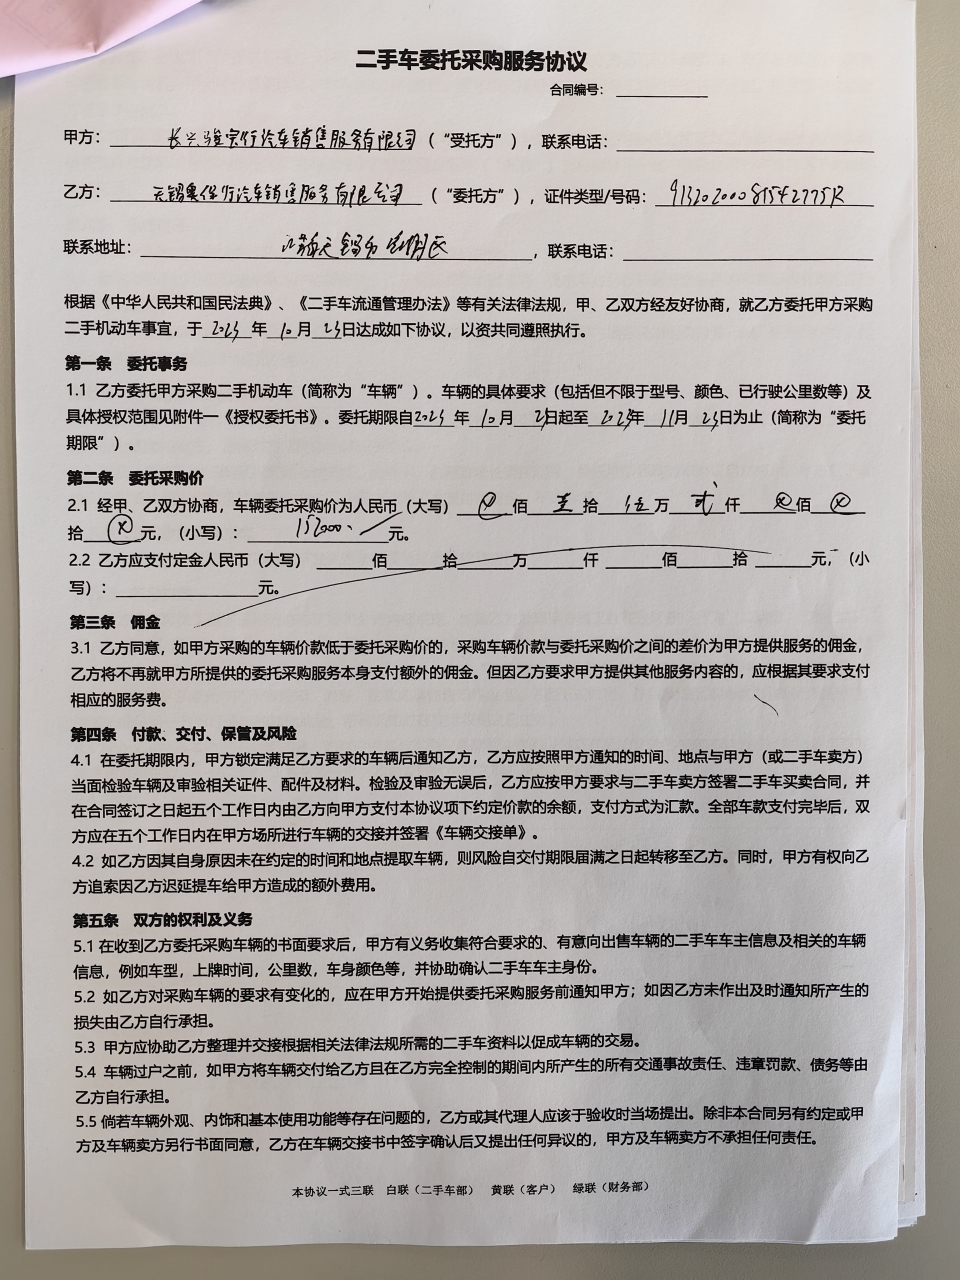 二手车委托采购服务协议
合同编号：
甲方：长兴骏宝行汽车销售服务有限公司（“受托方”），联系电话：
乙方：无锡宝行汽车销售服务有限公司（“委托方”），证件类型/号码：
联系地址：江苏无锡市区，联系电话：
根据《中华人民共和国民法典》、《二手车流通管理办法》等有关法律法规，甲、乙双方经友好协商，就乙方委托甲方采购
二手机动车事宜，于 年 10 月 日达成如下协议，以资共同遵照执行。
第一条 委托事务
1.1 乙方委托甲方采购二手机动车（简称为“车辆”）。车辆的具体要求（包括但不限于型号、颜色、已行驶公里数等）及
具体授权范围见附件一《授权委托书》。委托期限自 年 10 月 日起至 年 11 月 日为止（简称为“委托
期限”）。
第二条 委托采购价
2.1 经甲、乙双方协商，车辆委托采购价为人民币（大写）ⓧ佰 拾 伍 万 贰 仟 ⓧ 佰 ⓧ
拾 ⓧ 元，（小写）：152000.元。
2.2 乙方应支付定金人民币（大写） 佰 拾 万 仟 佰 拾 元，（小
写）： 元。
第三条 佣金
3.1 乙方同意，如甲方采购的车辆价款低于委托采购价的，采购车辆价款与委托采购价之间的差价为甲方提供服务的佣金，
乙方将不再就甲方所提供的委托采购服务本身支付额外的佣金。但因乙方要求甲方提供其他服务内容的，应根据其要求支付
相应的服务费。
第四条 付款、交付、保管及风险
4.1 在委托期限内，甲方锁定满足乙方要求的车辆后通知乙方，乙方应按照甲方通知的时间、地点与甲方（或二手车卖方）
当面检验车辆及审验相关证件、配件及材料。检验及审验无误后，乙方应按甲方要求与二手车卖方签署二手车买卖合同，并
在合同签订之日起五个工作日内由乙方向甲方支付本协议项下约定价款的余额，支付方式为汇款。全部车款支付完毕后，双
方应在五个工作日内在甲方场所进行车辆的交接并签署《车辆交接单》。
4.2 如乙方因其自身原因未在约定的时间和地点提取车辆，则风险自交付期限届满之日起转移至乙方。同时，甲方有权向乙
方追索因乙方迟延提车给甲方造成的额外费用。
第五条 双方的权利及义务
5.1 在收到乙方委托采购车辆的书面要求后，甲方有义务收集符合要求的、有意向出售车辆的二手车车主信息及相关的车辆
信息，例如车型，上牌时间，公里数，车身颜色等，并协助确认二手车车主身份。
5.2 如乙方对采购车辆的要求有变化的，应在甲方开始提供委托采购服务前通知甲方；如因乙方未作出及时通知所产生的
损失由乙方自行承担。
5.3 甲方应协助乙方整理并交接根据相关法律法规所需的二手车资料以促成车辆的交易。
5.4 车辆过户之前，如甲方将车辆交付给乙方且在乙方完全控制的期间内所产生的所有交通事故责任、违章罚款、债务等由
乙方自行承担。
5.5 倘若车辆外观、内饰和基本使用功能等存在问题的，乙方或其代理人应该于验收时当场提出。除非本合同另有约定或甲
方及车辆卖方另行书面同意，乙方在车辆交接书中签字确认后又提出任何异议的，甲方及车辆卖方不承担任何责任。
本协议一式三联 白联（二手车部） 黄联（客户） 绿联（财务部）